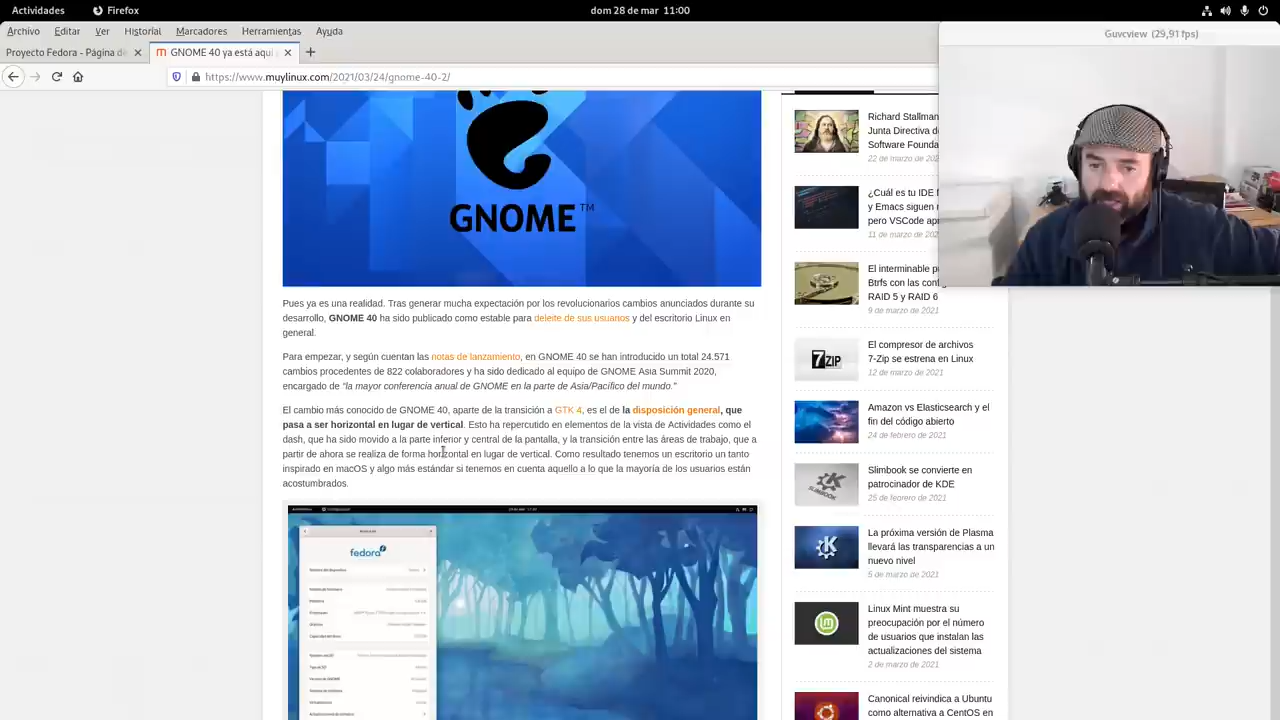 Actividades
Firefox
dom 28 de mar 11:00
Archivo Editar Ver Historial Marcadores Herramientas Ayuda
Guvcview (29,91 fps)
Proyecto Fedora - Página de
GNOME 40 ya está aquí
https://www.muylinux.com/2021/03/24/gnome-40-2/
GNOME™
Pues ya es una realidad. Tras generar mucha expectación por los revolucionarios cambios anunciados durante su
desarrollo, GNOME 40 ha sido publicado como estable para deleite de sus usuarios y del escritorio Linux en
general.
Para empezar, y según cuentan las notas de lanzamiento, en GNOME 40 se han introducido un total 24.571
cambios procedentes de 822 colaboradores y ha sido dedicado al equipo de GNOME Asia Summit 2020,
encargado de "la mayor conferencia anual de GNOME en la parte de Asia/Pacífico del mundo."
El cambio más conocido de GNOME 40, aparte de la transición a GTK 4, es el de la disposición general, que
pasa a ser horizontal en lugar de vertical. Esto ha repercutido en elementos de la vista de Actividades como el
dash, que ha sido movido a la parte inferior y central de la pantalla, y la transición entre las áreas de trabajo, que a
partir de ahora se realiza de forma horizontal en lugar de vertical. Como resultado tenemos un escritorio un tanto
inspirado en macOS y algo más estándar si tenemos en cuenta aquello a lo que la mayoría de los usuarios están
acostumbrados.
fedora
Richard Stallman
Junta Directiva d
Software Founda
22 de marzo de 202
¿Cuál es tu IDE f
y Emacs siguen
pero VSCode ap
11 de marzo de 202
El interminable p
Btrfs con las conf
RAID 5 y RAID 6
9 de marzo de 2021
7ZIP
El compresor de archivos
7-Zip se estrena en Linux
12 de marzo de 2021
Amazon vs Elasticsearch y el
fin del código abierto
24 de febrero de 2021
SLIMBOOK
Slimbook se convierte en
patrocinador de KDE
25 de febrero de 2021
La próxima versión de Plasma
llevará las transparencias a un
nuevo nivel
5 de marzo de 2021
Linux Mint muestra su
preocupación por el número
de usuarios que instalan las
actualizaciones del sistema
2 de marzo de 2021
Canonical reivindica a Ubuntu
como alternativa a CentOS en